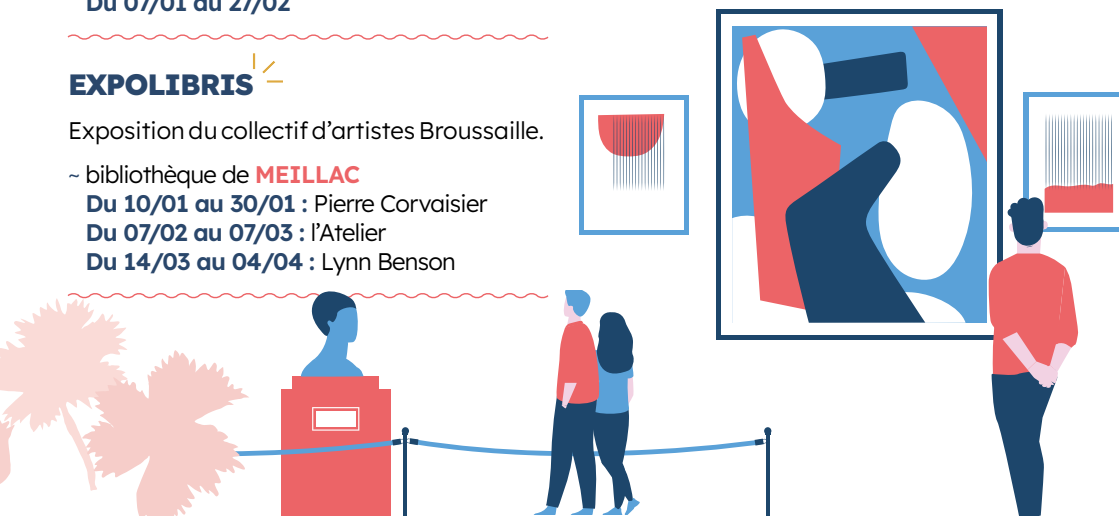 Du 07/01 au 27/02
EXPOLIBRIS
Exposition du collectif d’artistes Broussaille.
~ bibliothèque de MEILLAC
Du 10/01 au 30/01 : Pierre Corvaisier
Du 07/02 au 07/03 : l’Atelier
Du 14/03 au 04/04 : Lynn Benson